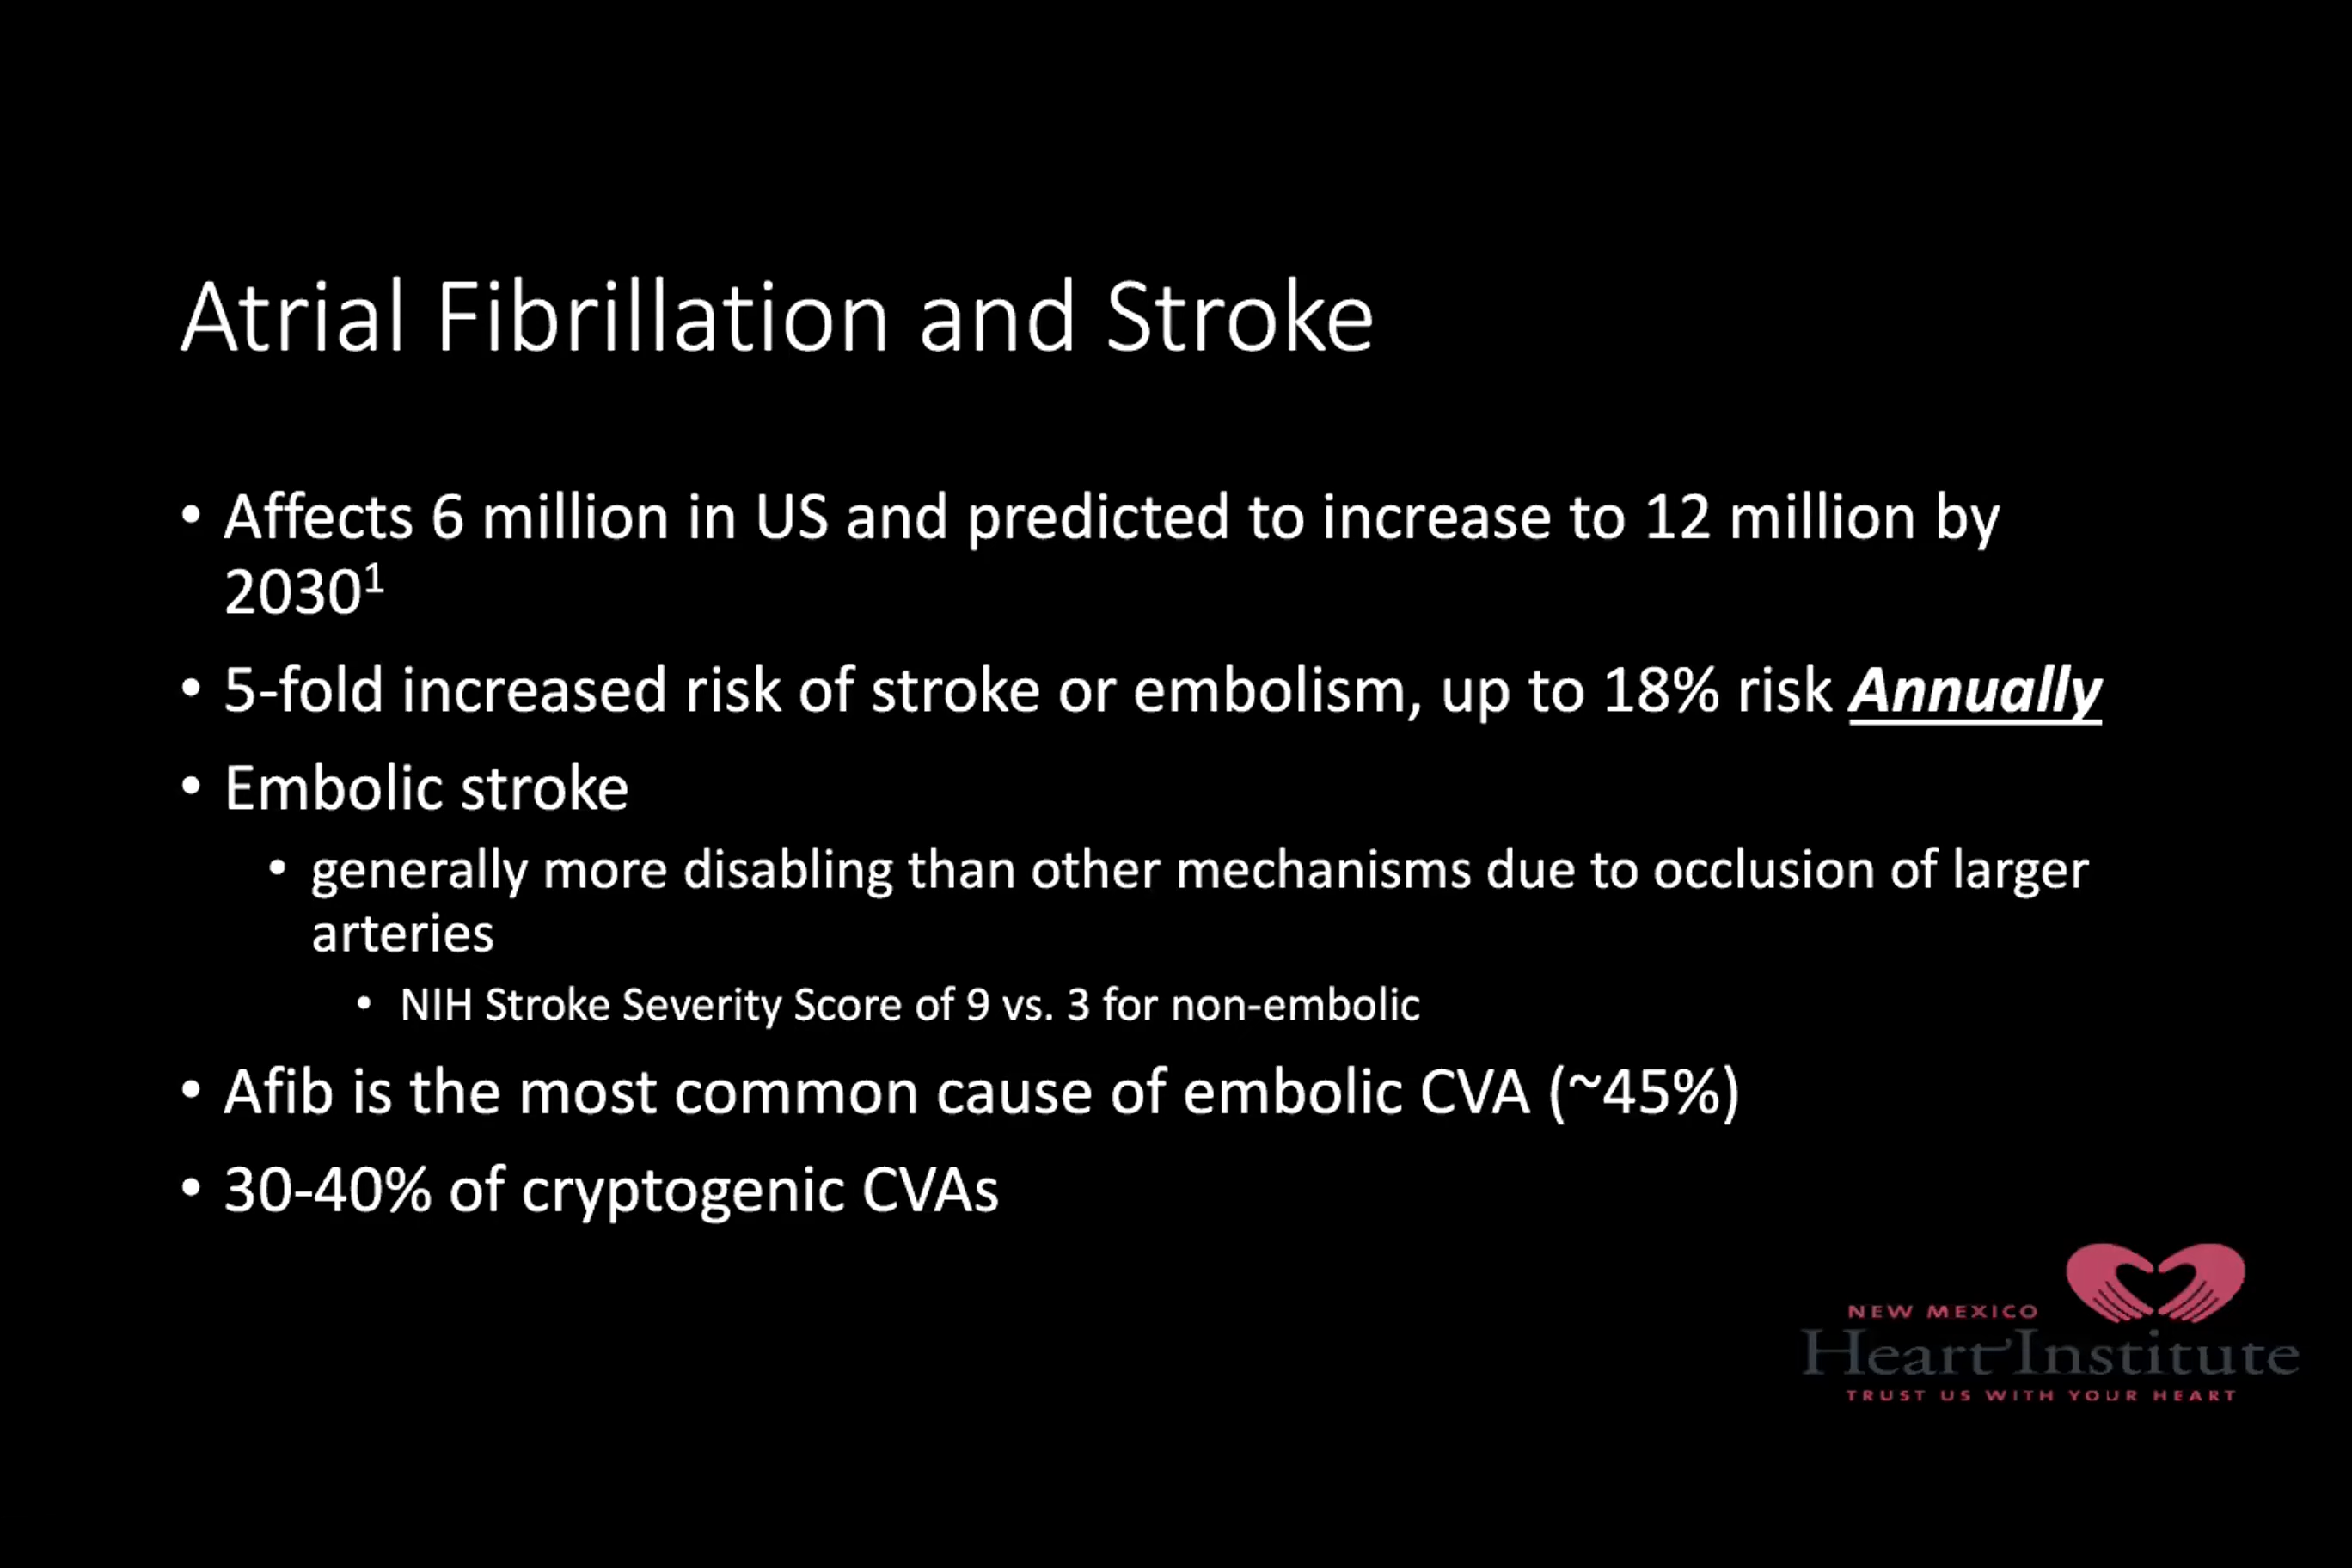 Atrial Fibrillation and Stroke
• Affects 6 million in US and predicted to increase to 12 million by
2030¹
• 5-fold increased risk of stroke or embolism, up to 18% risk Annually
• Embolic stroke
• generally more disabling than other mechanisms due to occlusion of larger
arteries
• NIH Stroke Severity Score of 9 vs. 3 for non-embolic
• Afib is the most common cause of embolic CVA (~45%)
• 30-40% of cryptogenic CVAs
NEW MEXICO
Heart Institute
TRUST US WITH YOUR HEART